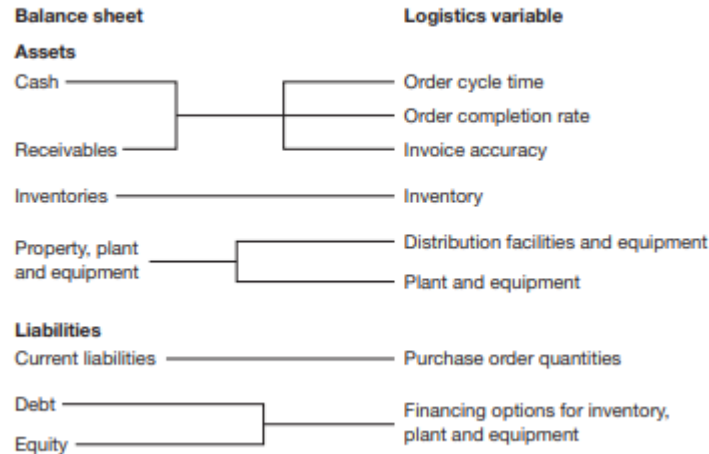 Balance sheet
Logistics variable
Assets
Cash
Order cycle time
Order completion rate
Receivables
Invoice accuracy
Inventories
Inventory
Property, plant
and equipment
Distribution facilities and equipment
Plant and equipment
Liabilities
Current liabilities
Purchase order quantities
Debt
Equity
Financing options for inventory,
plant and equipment